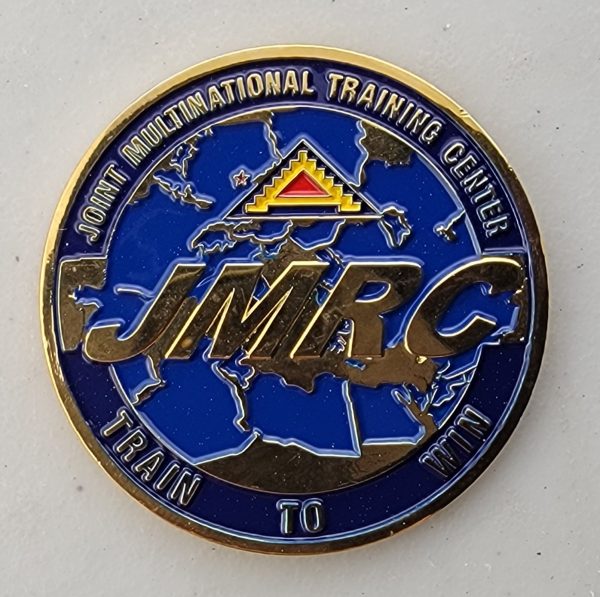 JOINT MULTINATIONAL TRAINING CENTER
JMRC
TRAIN TO WIN